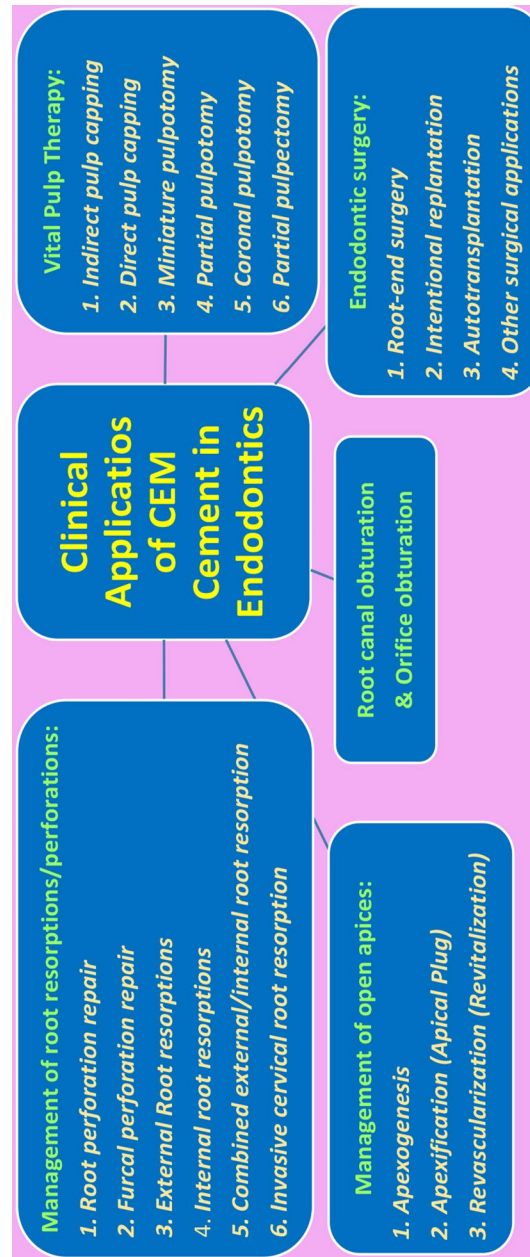 Management of root resorptions/perforations:
1. Root perforation repair
2. Furcal perforation repair
3. External Root resorptions
4. Internal root resorptions
5. Combined external/internal root resorption
6. Invasive cervical root resorption
Clinical
Applicatios
of CEM
Cement in
Endodontics
Vital Pulp Therapy:
1. Indirect pulp capping
2. Direct pulp capping
3. Miniature pulpotomy
4. Partial pulpotomy
5. Coronal pulpotomy
6. Partial pulpectomy
Management of open apices:
1. Apexogenesis
2. Apexification (Apical Plug)
3. Revascularization (Revitalization)
Root canal obturation
& Orifice obturation
Endodontic surgery:
1. Root-end surgery
2. Intentional replantation
3. Autotransplantation
4. Other surgical applications